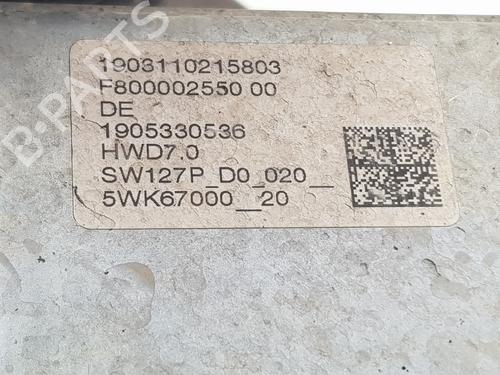 1903110215803
F800002550 00
DE
1905330536
HWD7.0
SW127P_D0_020__
5WK67000__20
B-PARTS